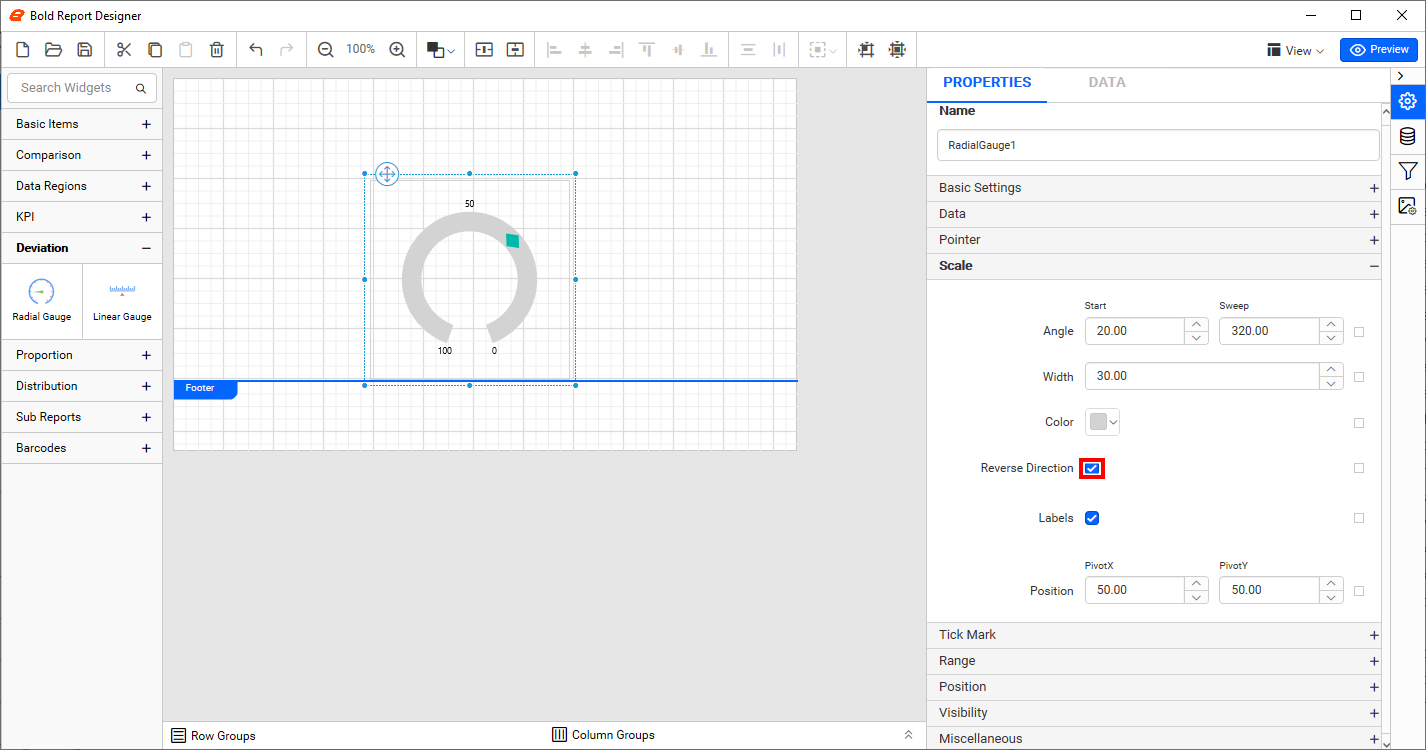 Bold Report Designer
100%
View
Preview
Search Widgets
Basic Items
Comparison
Data Regions
KPI
Deviation
Radial Gauge
Linear Gauge
Proportion
Distribution
Sub Reports
Barcodes
50
100
0
Footer
Row Groups
Column Groups
PROPERTIES
DATA
Name
RadialGauge1
Basic Settings
Data
Pointer
Scale
Start
Sweep
Angle
20.00
320.00
Width
30.00
Color
Reverse Direction
Labels
PivotX
PivotY
Position
50.00
50.00
Tick Mark
Range
Position
Visibility
Miscellaneous